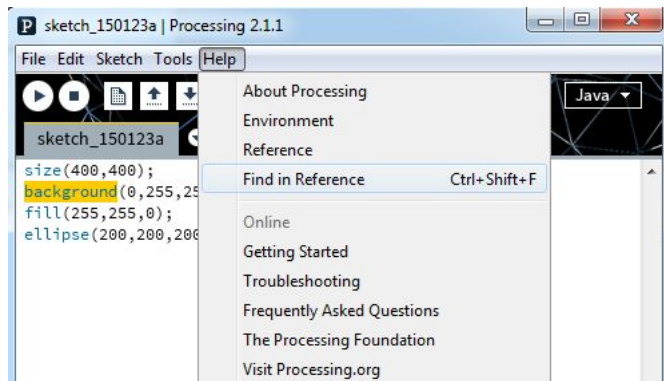 sketch_150123a | Processing 2.1.1
File Edit Sketch Tools Help
Java
sketch_150123a
size(400,400);
background(0,255,25
fill(255,255,0);
ellipse(200,200,200
About Processing
Environment
Reference
Find in Reference Ctrl+Shift+F
Online
Getting Started
Troubleshooting
Frequently Asked Questions
The Processing Foundation
Visit Processing.org